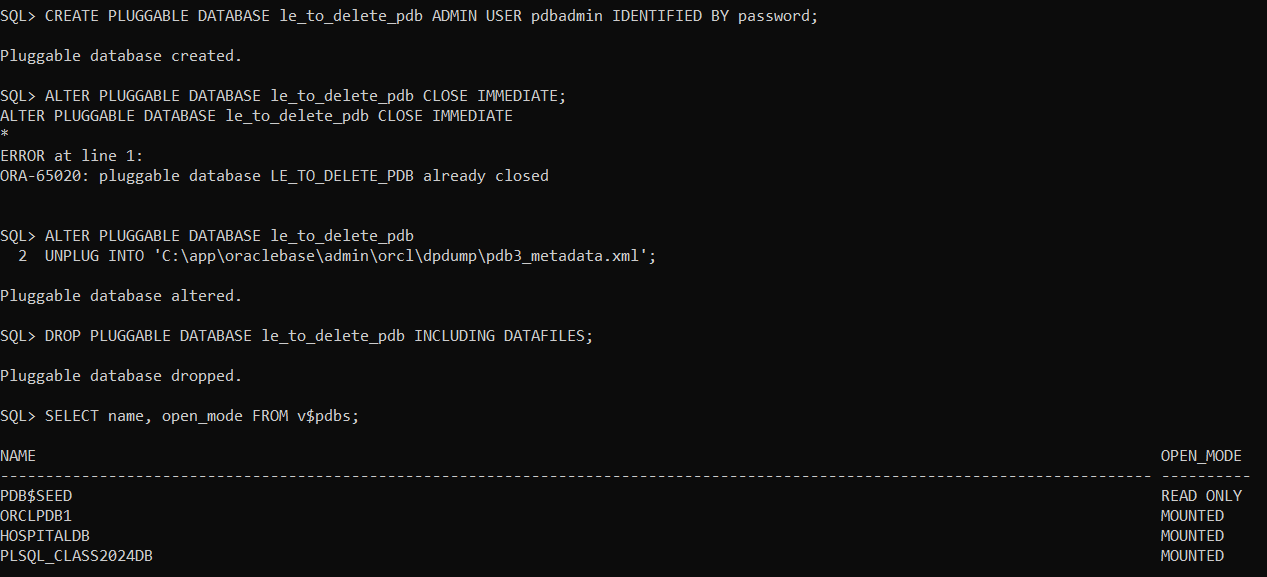 SQL> CREATE PLUGGABLE DATABASE le_to_delete_pdb ADMIN USER pdbadmin IDENTIFIED BY password;
Pluggable database created.
SQL> ALTER PLUGGABLE DATABASE le_to_delete_pdb CLOSE IMMEDIATE;
ALTER PLUGGABLE DATABASE le_to_delete_pdb CLOSE IMMEDIATE
*
ERROR at line 1:
ORA-65020: pluggable database LE_TO_DELETE_PDB already closed
SQL> ALTER PLUGGABLE DATABASE le_to_delete_pdb
  2  UNPLUG INTO 'C:\app\oraclebase\admin\orcl\dpdump\pdb3_metadata.xml';
Pluggable database altered.
SQL> DROP PLUGGABLE DATABASE le_to_delete_pdb INCLUDING DATAFILES;
Pluggable database dropped.
SQL> SELECT name, open_mode FROM v$pdbs;
NAME OPEN_MODE
-------------------------------------------------------------------------------------------------------------------------------- ----------
PDB$SEED READ ONLY
ORCLPDB1 MOUNTED
HOSPITALDB MOUNTED
PLSQL_CLASS2024DB MOUNTED